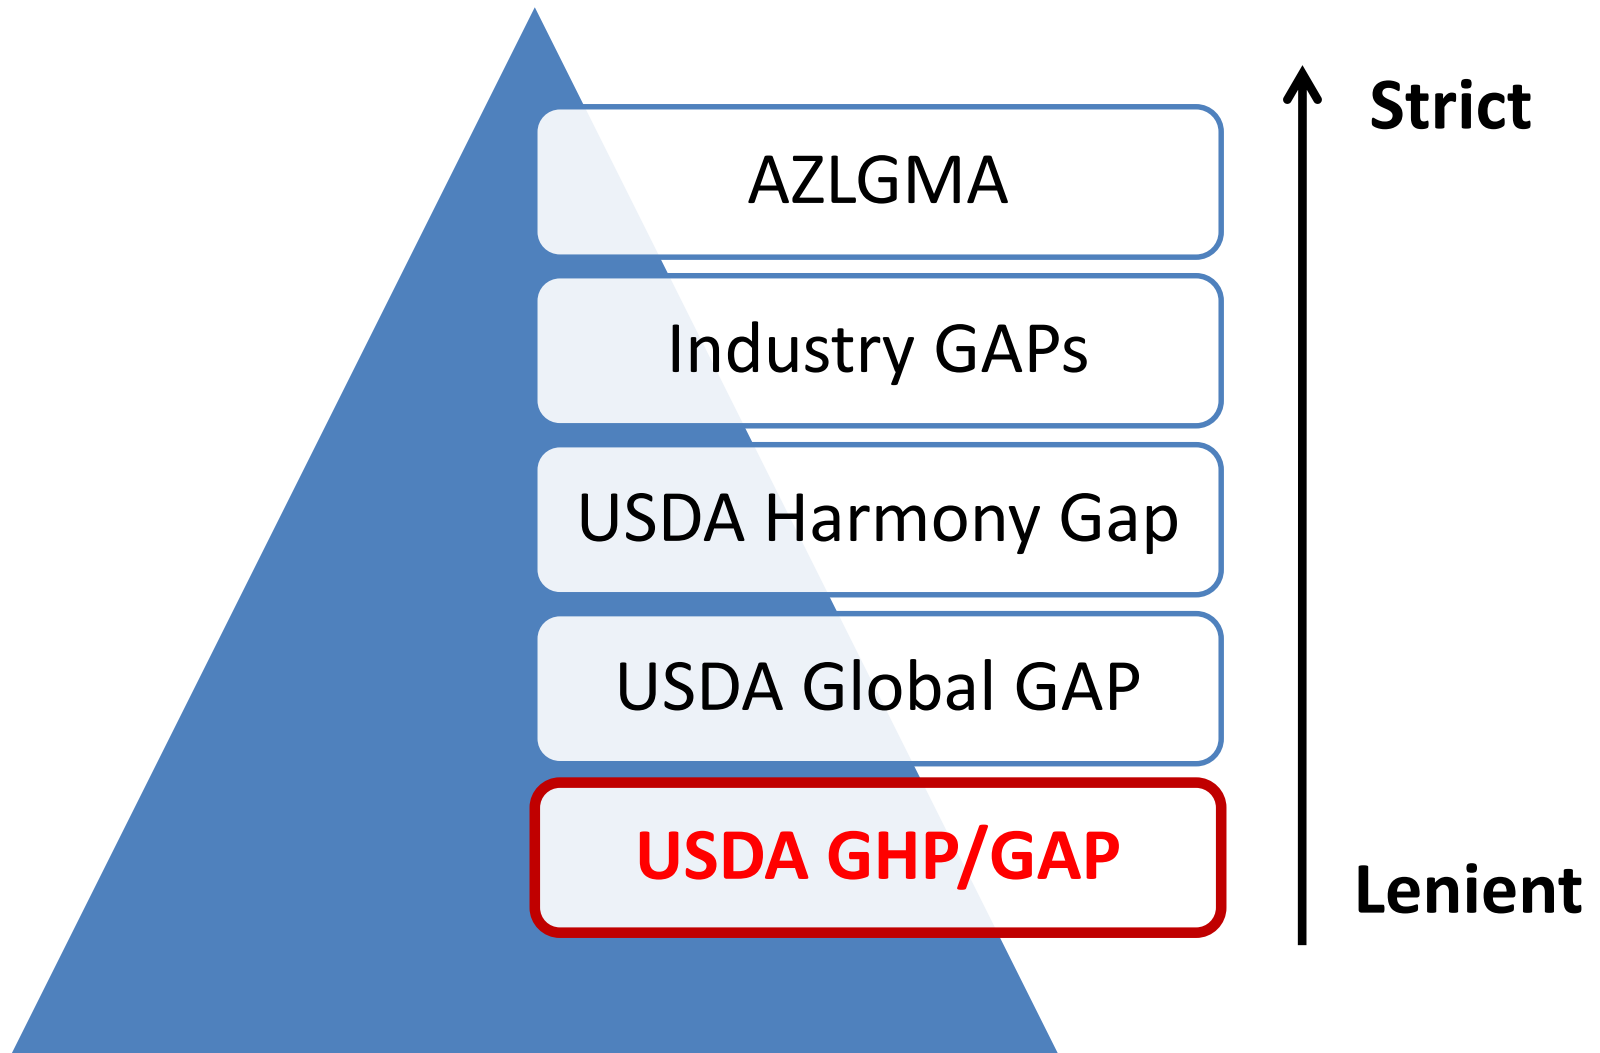 Strict
AZLGMA
Industry GAPs
USDA Harmony Gap
USDA Global GAP
USDA GHP/GAP
Lenient